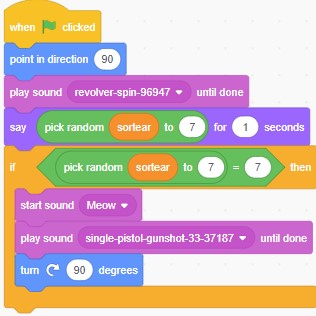 when clicked
point in direction 90
play sound revolver-spin-96947 until done
say pick random sortear to 7 for 1 seconds
if pick random sortear to 7 = 7 then
start sound Meow
play sound single-pistol-gunshot-33-37187 until done
turn 90 degrees